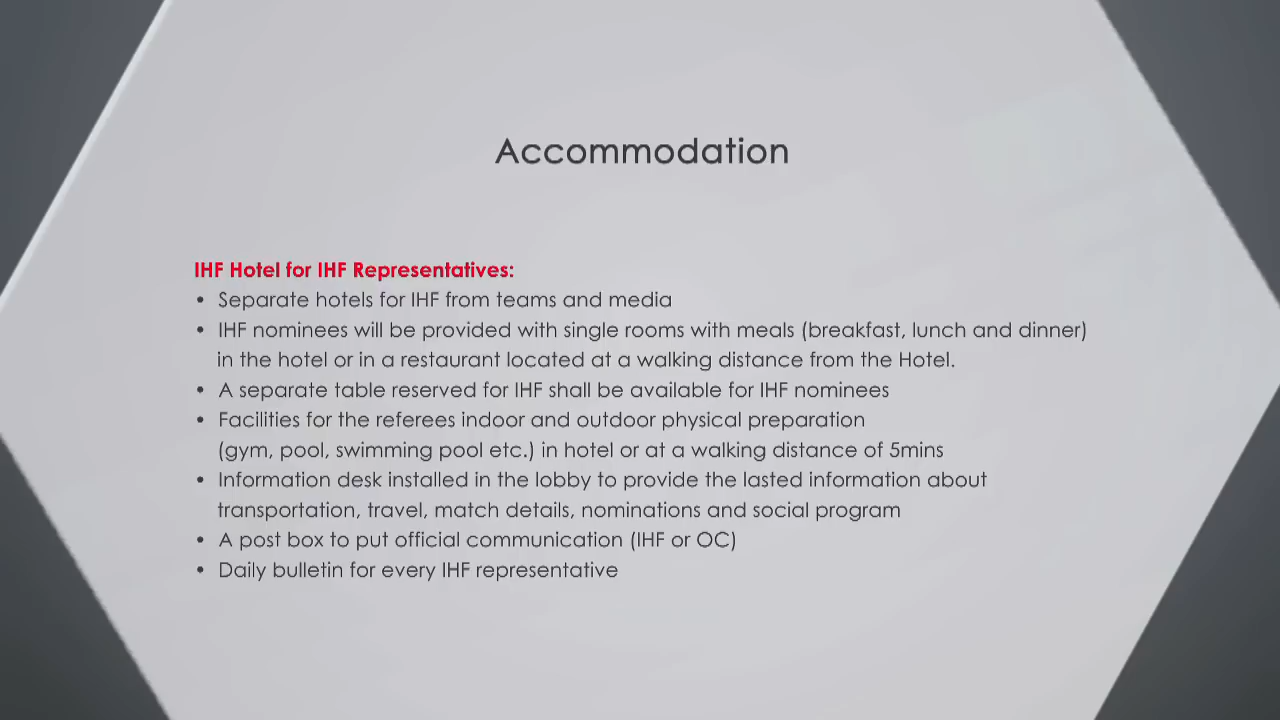 Accommodation
IHF Hotel for IHF Representatives:
• Separate hotels for IHF from teams and media
• IHF nominees will be provided with single rooms with meals (breakfast, lunch and dinner)
in the hotel or in a restaurant located at a walking distance from the Hotel.
• A separate table reserved for IHF shall be available for IHF nominees
• Facilities for the referees indoor and outdoor physical preparation
(gym, pool, swimming pool etc.) in hotel or at a walking distance of 5mins
• Information desk installed in the lobby to provide the lasted information about
transportation, travel, match details, nominations and social program
• A post box to put official communication (IHF or OC)
• Daily bulletin for every IHF representative